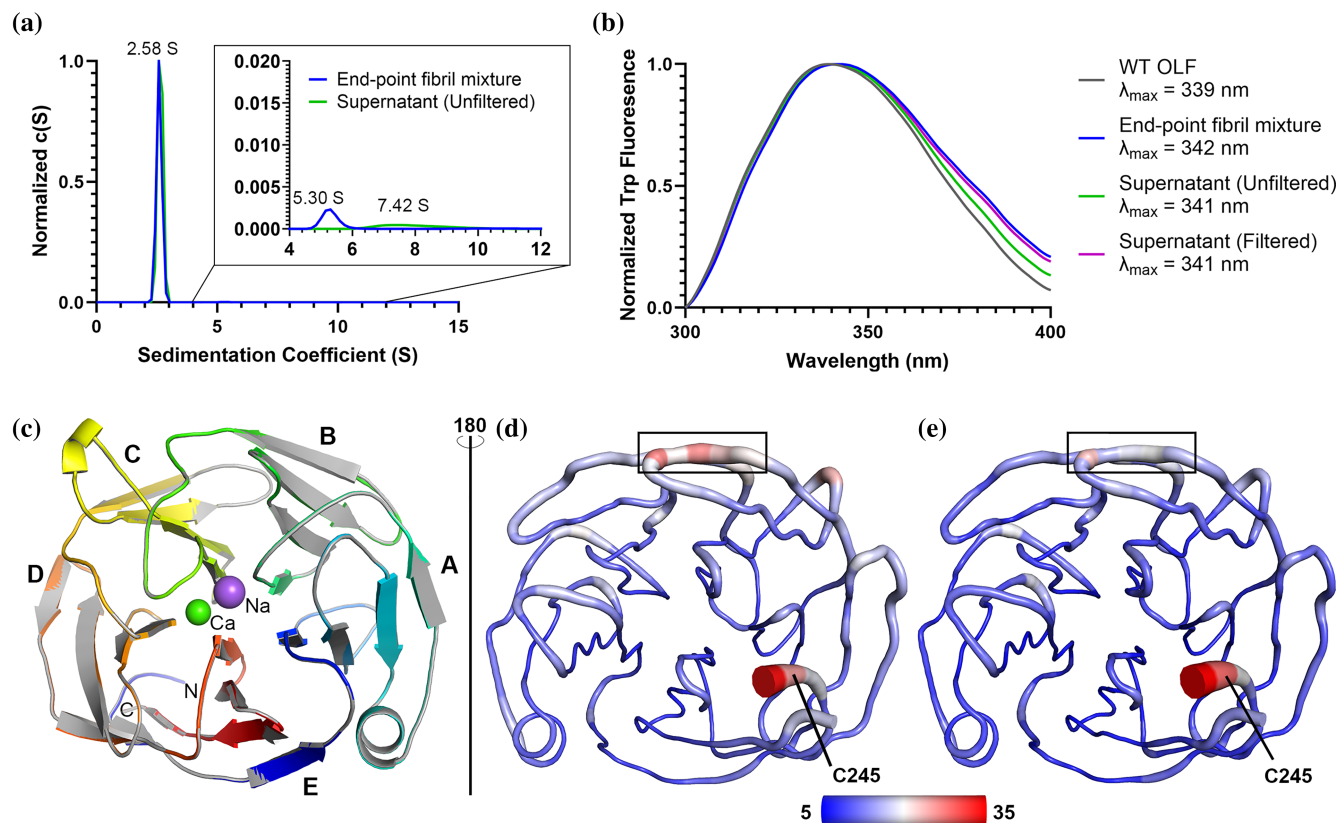 (a)
2.58 S
1.0
0.5
0.0
Normalized c(S)
0 5 10 15
Sedimentation Coefficient (S)
0.020
0.015
0.010
0.005
0.000
End-point fibril mixture
Supernatant (Unfiltered)
5.30 S
7.42 S
4 6 8 10 12
(b)
Normalized Trp Fluoresence
1.0
0.5
0.0
300 350 400
Wavelength (nm)
WT OLF
λmax = 339 nm
End-point fibril mixture
λmax = 342 nm
Supernatant (Unfiltered)
λmax = 341 nm
Supernatant (Filtered)
λmax = 341 nm
(c)
B
C
A
D
Na
Ca
N
C
E
180
(d)
C245
(e)
C245
5 35